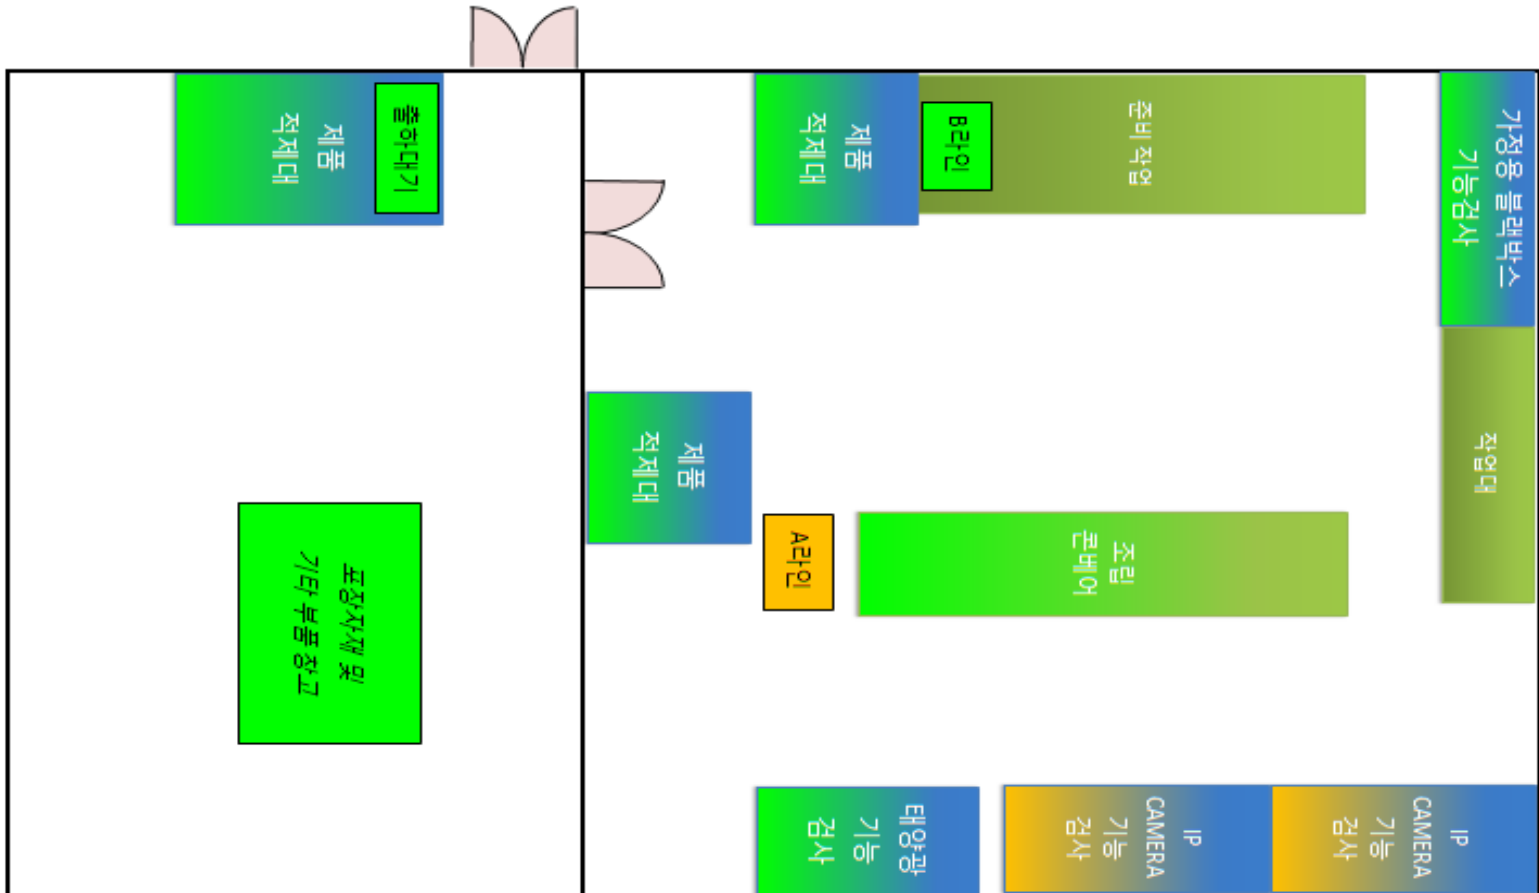 제품
적제대
출하대기
제품
적제대
B라인
준비 작업
가정용 블랙박스
기능검사
제품
적제대
A라인
조립
콘베어
작업대
포장자재 및
기타 부품 창고
태양광
기능
검사
IP
CAMERA
기능
검사
IP
CAMERA
기능
검사